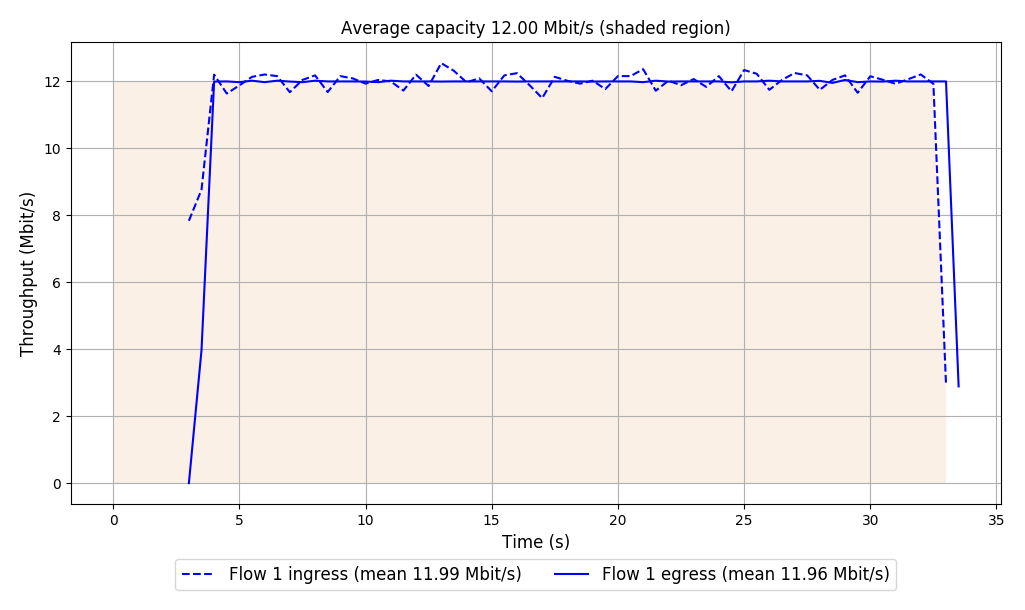 Average capacity 12.00 Mbit/s (shaded region)
Throughput (Mbit/s)
12
10
8
6
4
2
0
0 5 10 15 20 25 30 35
Time (s)
Flow 1 ingress (mean 11.99 Mbit/s) Flow 1 egress (mean 11.96 Mbit/s)